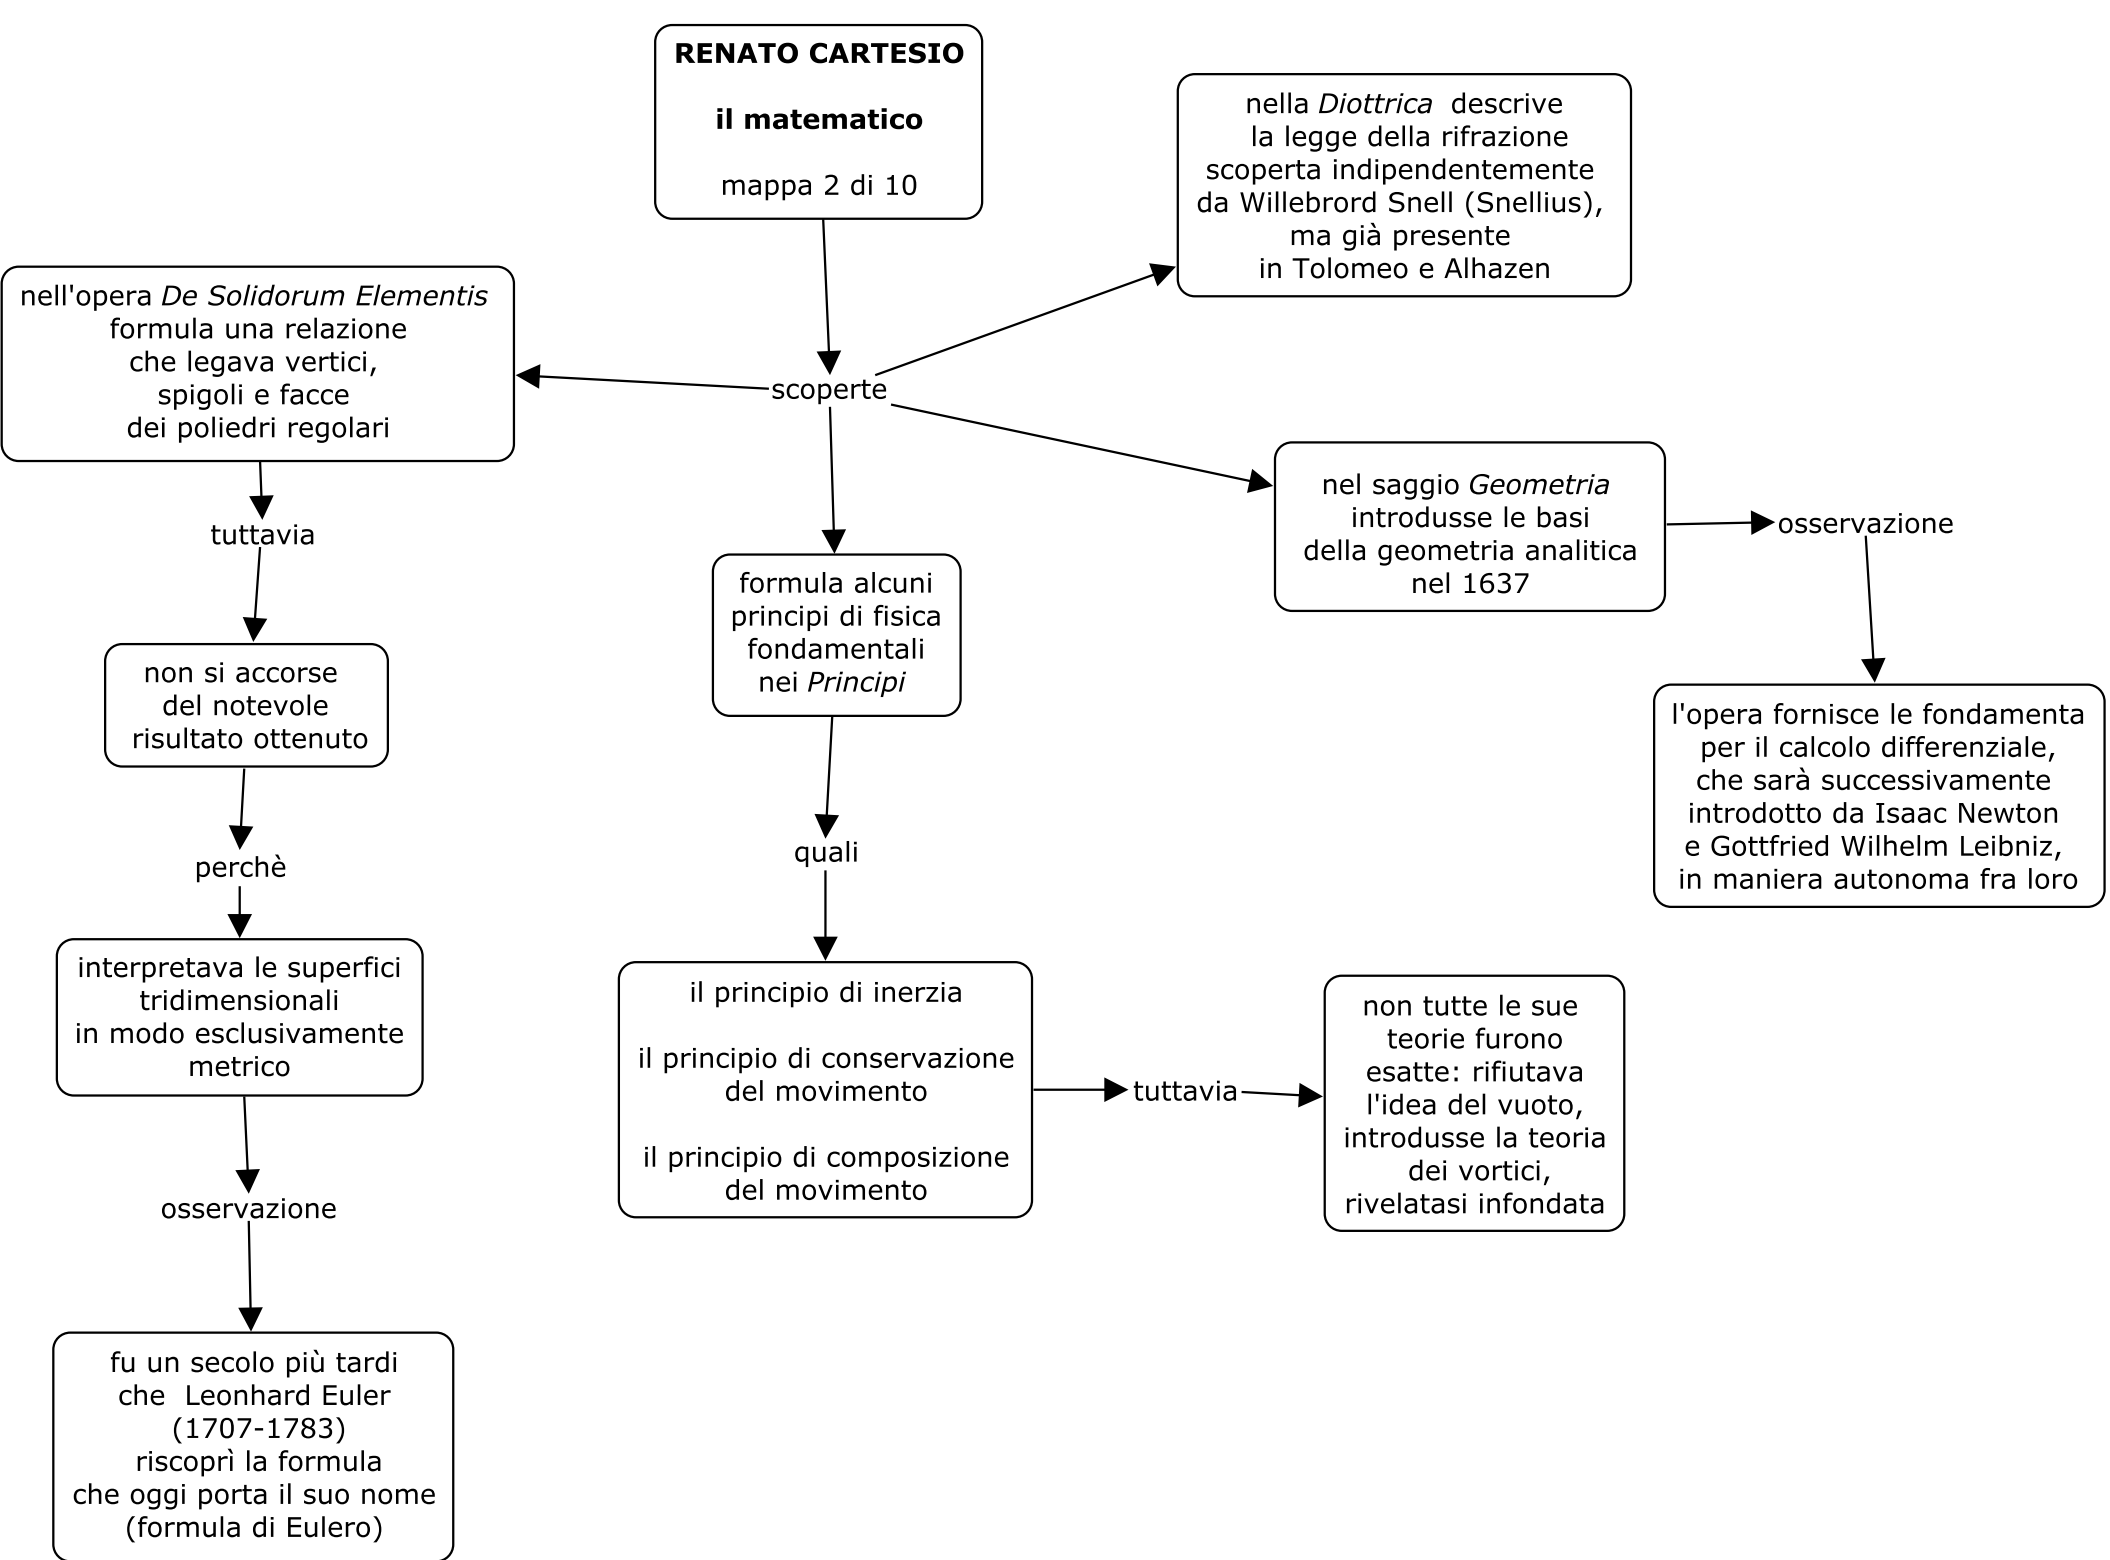 RENATO CARTESIO
il matematico
mappa 2 di 10
scoperte
nell'opera De Solidorum Elementis
formula una relazione
che legava vertici,
spigoli e facce
dei poliedri regolari
tuttavia
non si accorse
del notevole
risultato ottenuto
perchè
interpretava le superfici
tridimensionali
in modo esclusivamente
metrico
osservazione
fu un secolo più tardi
che Leonhard Euler
(1707-1783)
riscoprì la formula
che oggi porta il suo nome
(formula di Eulero)
formula alcuni
principi di fisica
fondamentali
nei Principi
quali
il principio di inerzia
il principio di conservazione
del movimento
il principio di composizione
del movimento
tuttavia
non tutte le sue
teorie furono
esatte: rifiutava
l'idea del vuoto,
introdusse la teoria
dei vortici,
rivelatasi infondata
nella Diottrica descrive
la legge della rifrazione
scoperta indipendentemente
da Willebrord Snell (Snellius),
ma già presente
in Tolomeo e Alhazen
nel saggio Geometria
introdusse le basi
della geometria analitica
nel 1637
osservazione
l'opera fornisce le fondamenta
per il calcolo differenziale,
che sarà successivamente
introdotto da Isaac Newton
e Gottfried Wilhelm Leibniz,
in maniera autonoma fra loro